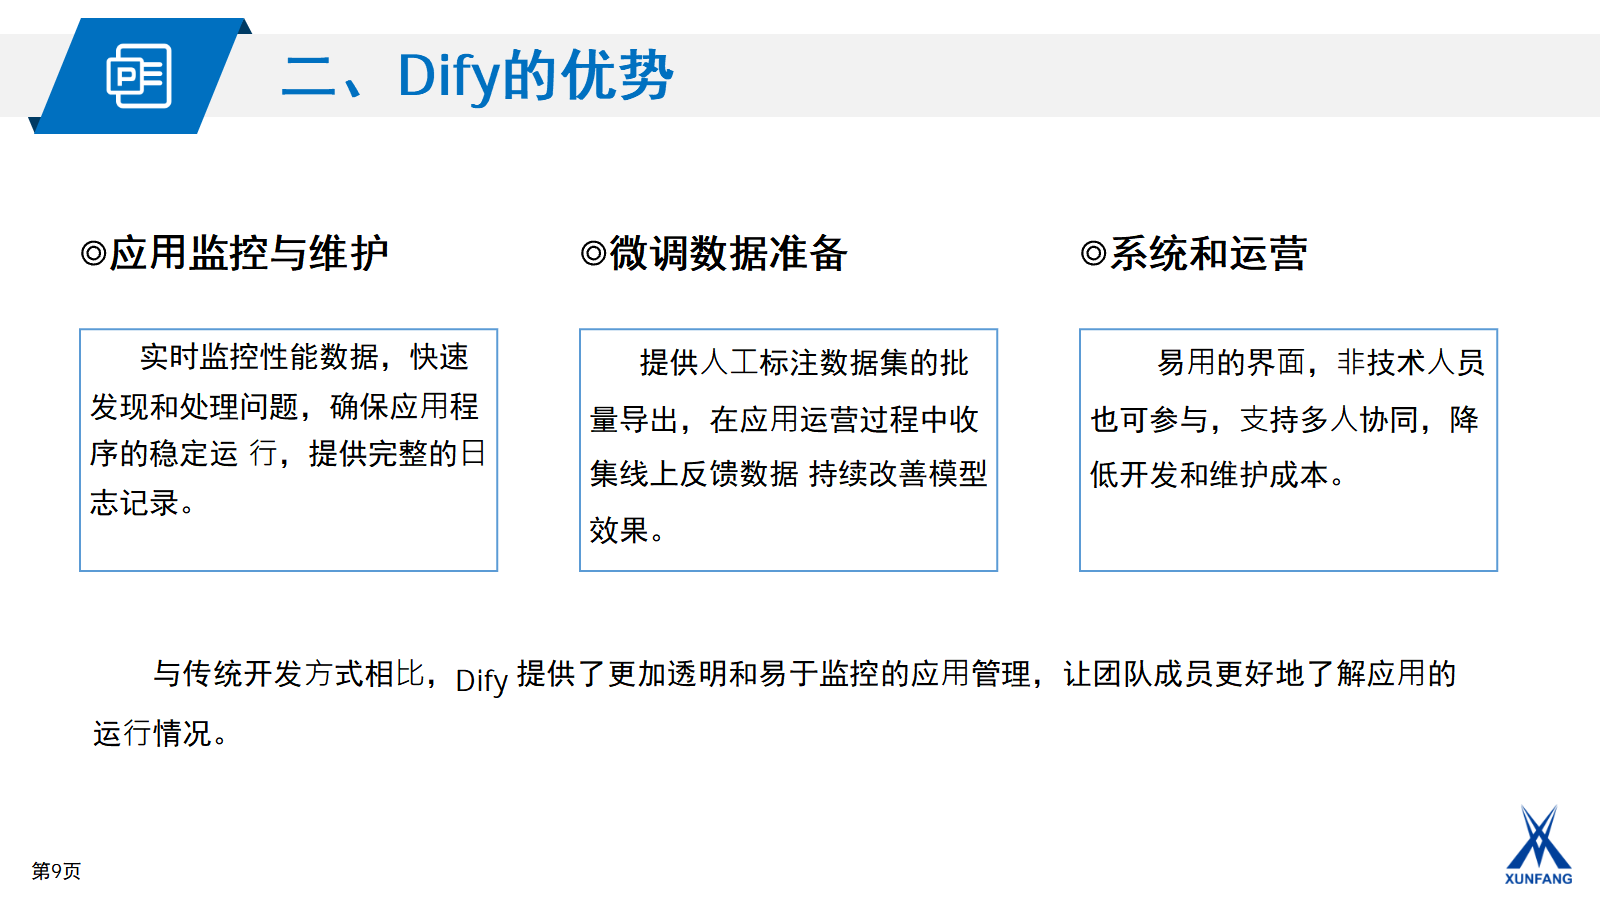 二、Dify的优势
◎应用监控与维护
实时监控性能数据，快速
发现和处理问题，确保应用程
序的稳定运 行，提供完整的日
志记录。
◎微调数据准备
提供人工标注数据集的批
量导出，在应用运营过程中收
集线上反馈数据 持续改善模型
效果。
◎系统和运营
易用的界面，非技术人员
也可参与，支持多人协同，降
低开发和维护成本。
与传统开发方式相比，Dify 提供了更加透明和易于监控的应用管理，让团队成员更好地了解应用的
运行情况。
第9页
XUNFANG